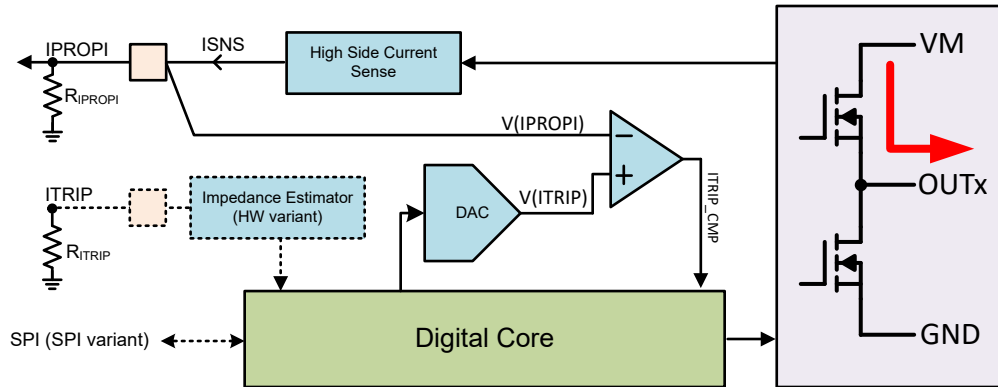 IPROPI
ISNS
High Side Current
Sense
VM
RIPROPI
V(IPROPI)
−
+
ITRIP
Impedance Estimator
(HW variant)
DAC
V(ITRIP)
ITRIP_CMP
OUTx
RITRIP
SPI (SPI variant)
Digital Core
GND